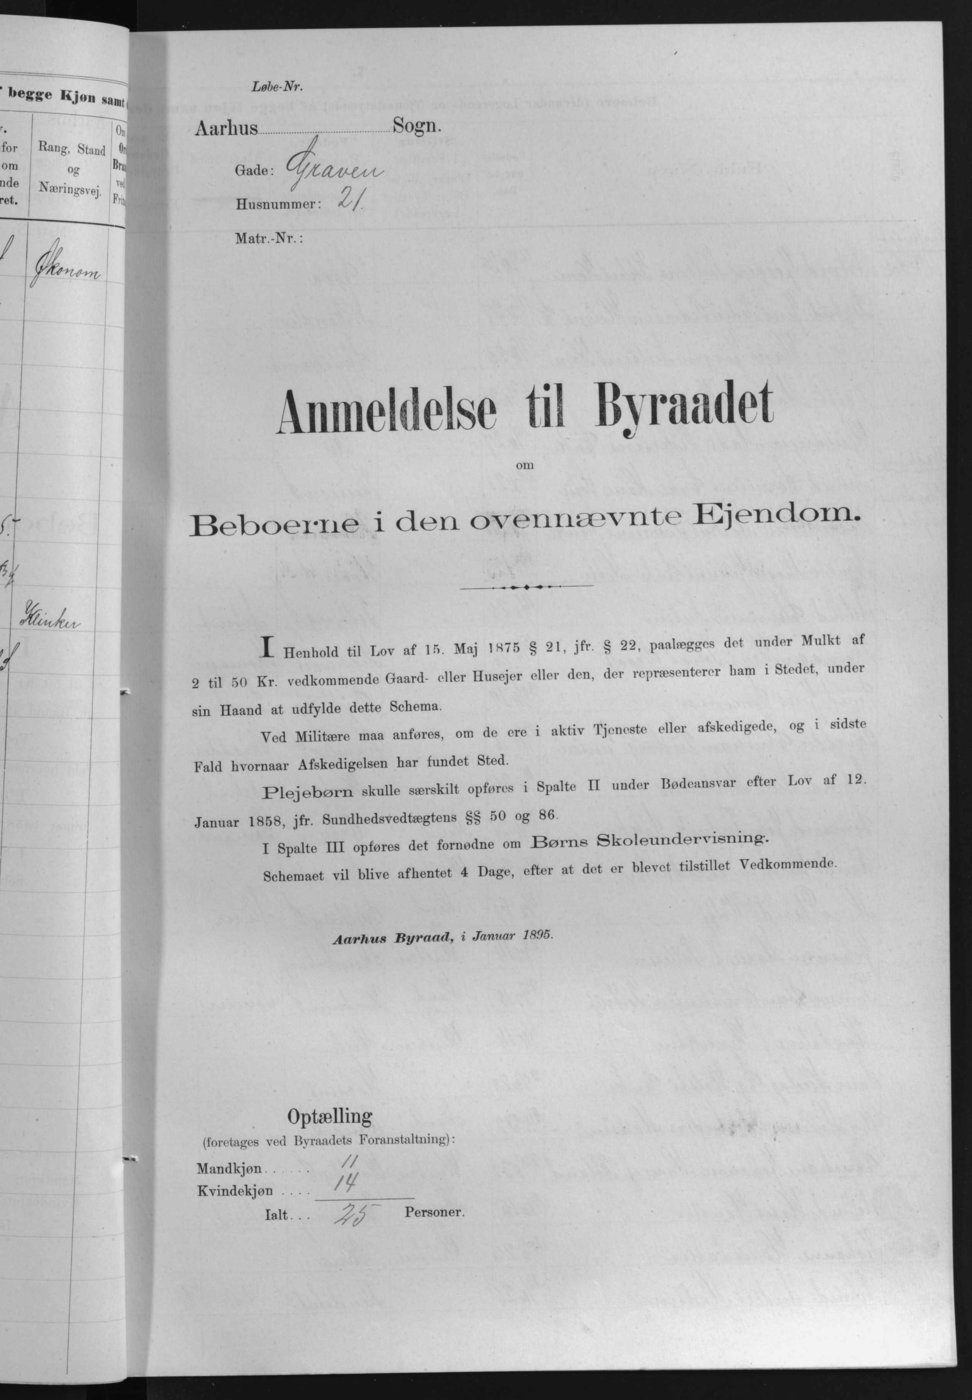 begge Kjøn samt
for
om
nde
ret.
Rang, Stand
og
Næringsvej.
Økonom
Klinker
Løbe-Nr.
Aarhus Sogn.
Gade: Graven
Husnummer: 21.
Matr.-Nr.:
Anmeldelse til Byraadet
om
Beboerne i den ovennævnte Ejendom.
I Henhold til Lov af 15. Maj 1875 § 21, jfr. § 22, paalægges det under Mulkt af
2 til 50 Kr. vedkommende Gaard- eller Husejer eller den, der repræsenterer ham i Stedet, under
sin Haand at udfylde dette Schema.
Ved Militære maa anføres, om de ere i aktiv Tjeneste eller afskedigede, og i sidste
Fald hvornaar Afskedigelsen har fundet Sted.
Plejebørn skulle særskilt opføres i Spalte II under Bødeansvar efter Lov af 12.
Januar 1858, jfr. Sundhedsvedtægtens §§ 50 og 86.
I Spalte III opføres det fornødne om Børns Skoleundervisning.
Schemaet vil blive afhentet 4 Dage, efter at det er blevet tilstillet Vedkommende.
Aarhus Byraad, i Januar 1895.
Optælling
(foretages ved Byraadets Foranstaltning):
Mandkjøn...... 11
Kvindekjøn .... 14
Ialt... 25 Personer.